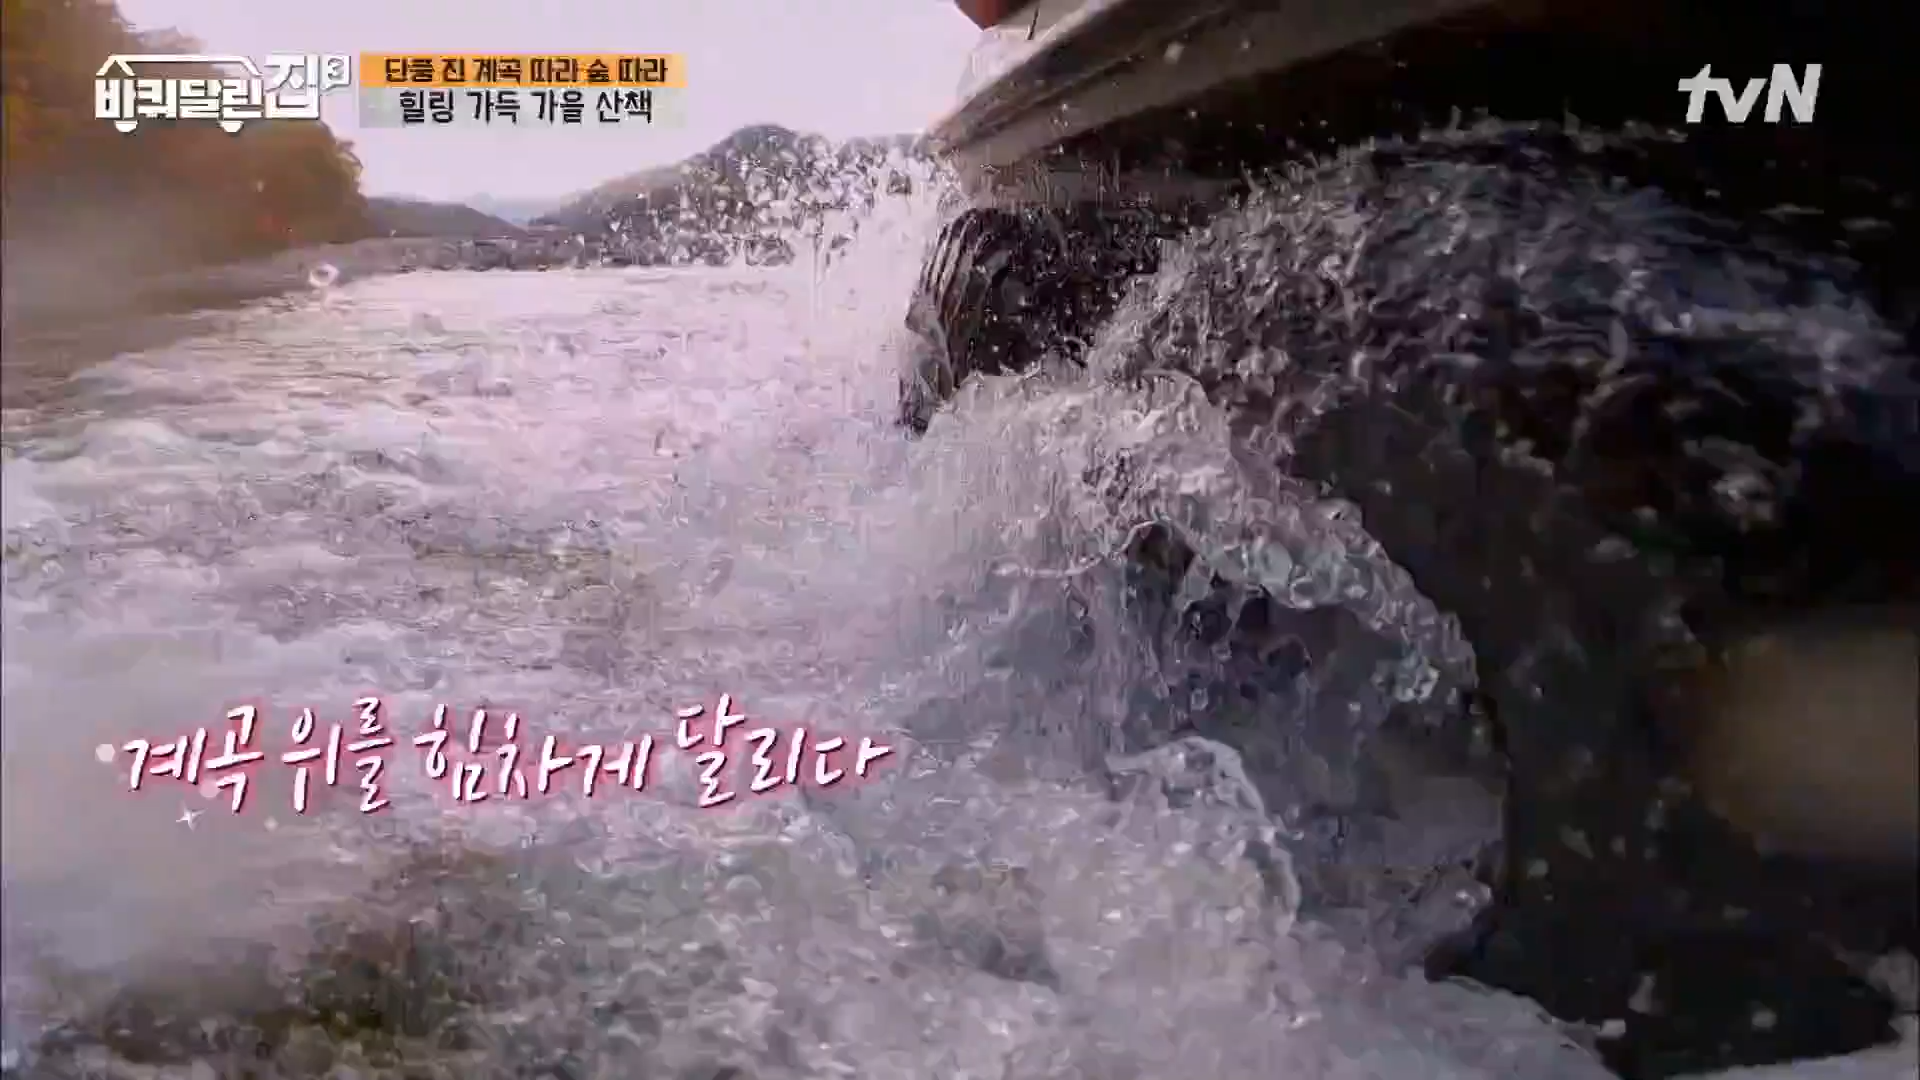 바퀴달린집3
단풍 진 계곡 따라 숲 따라
힐링 가득 가을 산책
tvN
계곡 위를 힘차게 달리다